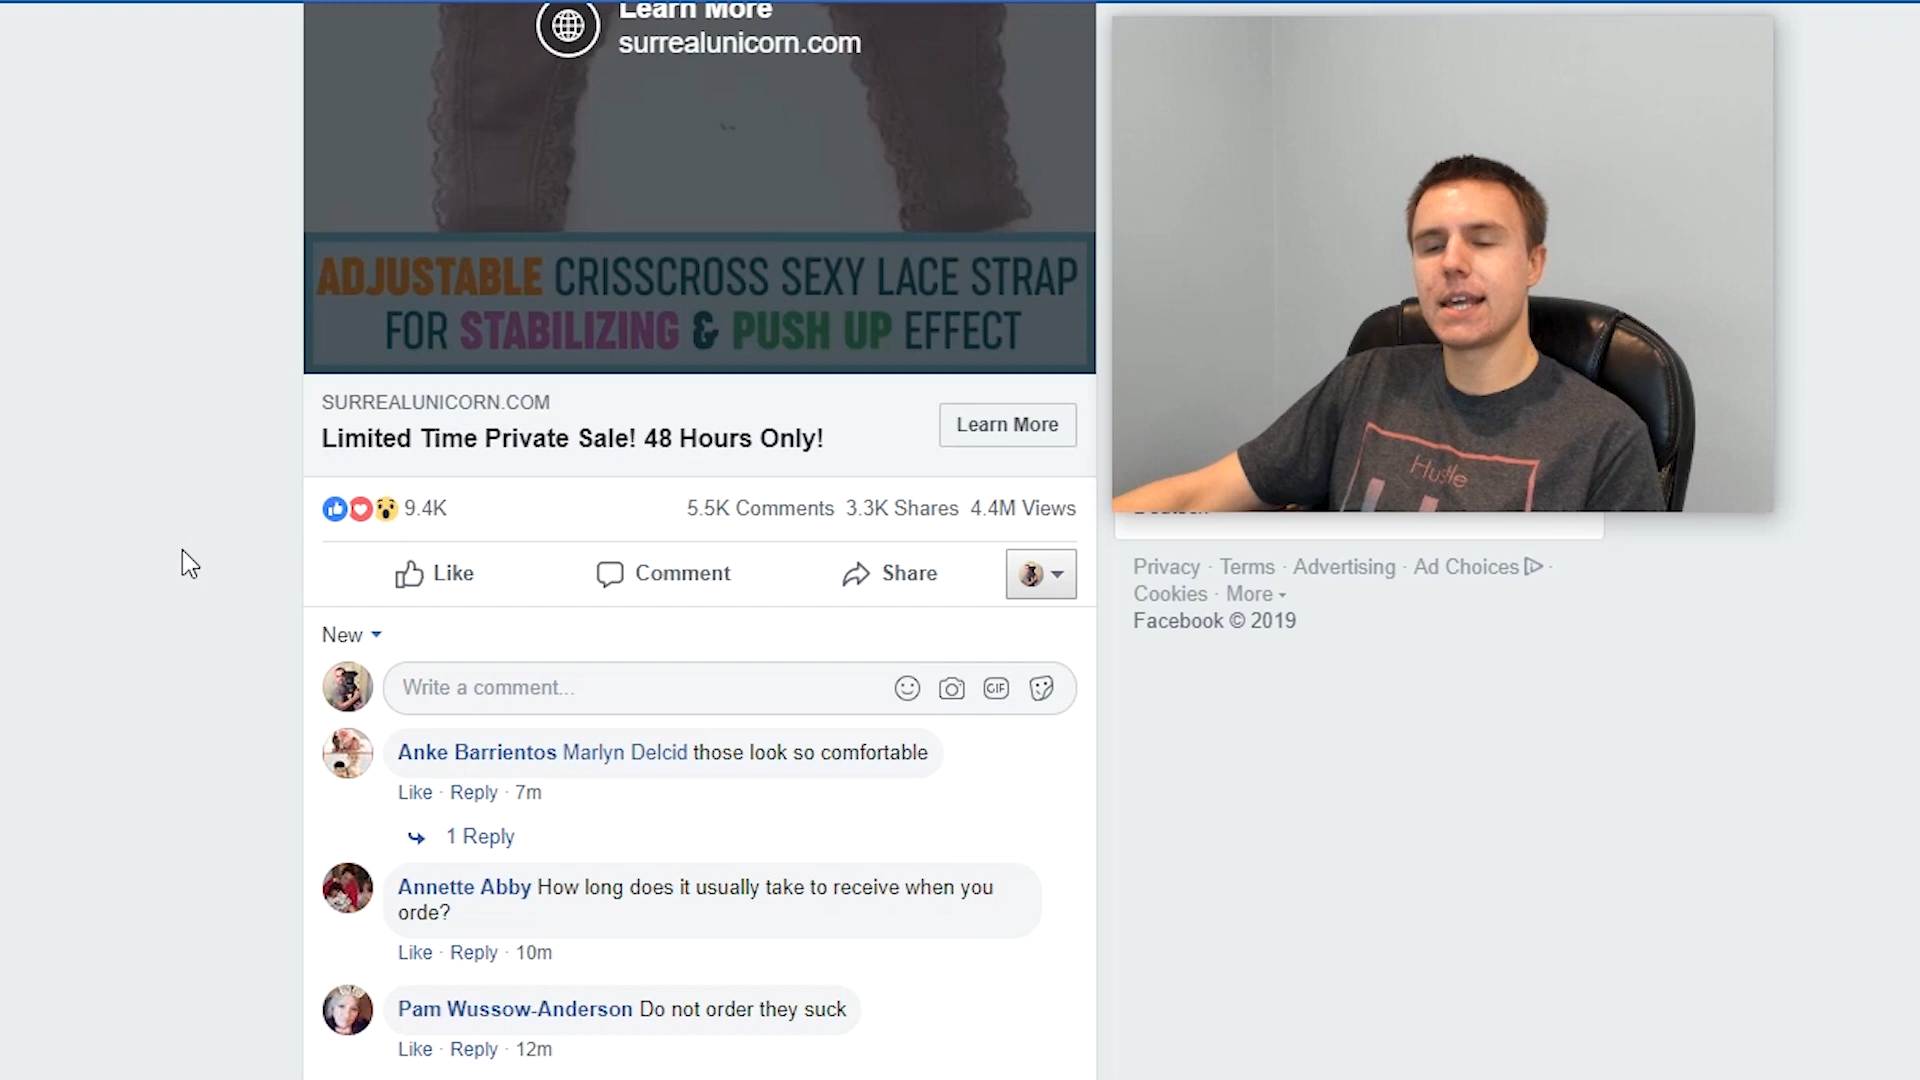 Learn More
surrealunicorn.com
ADJUSTABLE CRISSCROSS SEXY LACE STRAP
FOR STABILIZING & PUSH UP EFFECT
SURREALUNICORN.COM
Limited Time Private Sale! 48 Hours Only!
Learn More
9.4K
5.5K Comments 3.3K Shares 4.4M Views
Like
Comment
Share
New
Write a comment...
GIF
Anke Barrientos Marlyn Delcid those look so comfortable
Like · Reply · 7m
1 Reply
Annette Abby How long does it usually take to receive when you
orde?
Like · Reply · 10m
Pam Wussow-Anderson Do not order they suck
Like · Reply · 12m
Hustle
Privacy · Terms · Advertising · Ad Choices ·
Cookies · More
Facebook © 2019